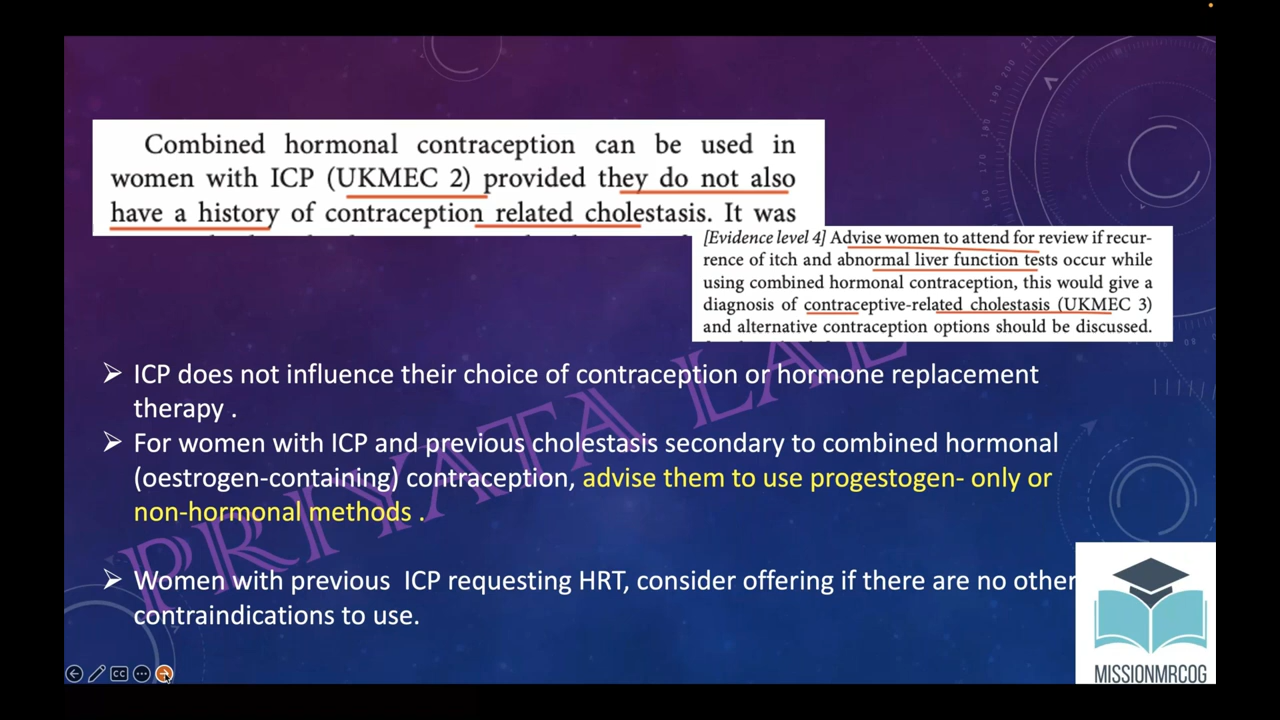 Combined hormonal contraception can be used in
women with ICP (UKMEC 2) provided they do not also
have a history of contraception related cholestasis. It was
[Evidence level 4] Advise women to attend for review if recur-
rence of itch and abnormal liver function tests occur while
using combined hormonal contraception, this would give a
diagnosis of contraceptive-related cholestasis (UKMEC 3)
and alternative contraception options should be discussed.
➢ ICP does not influence their choice of contraception or hormone replacement
therapy .
➢ For women with ICP and previous cholestasis secondary to combined hormonal
(oestrogen-containing) contraception, advise them to use progestogen- only or
non-hormonal methods .
➢ Women with previous ICP requesting HRT, consider offering if there are no other
contraindications to use.
PRIYATA LAL
MISSIONMRCOG
CC